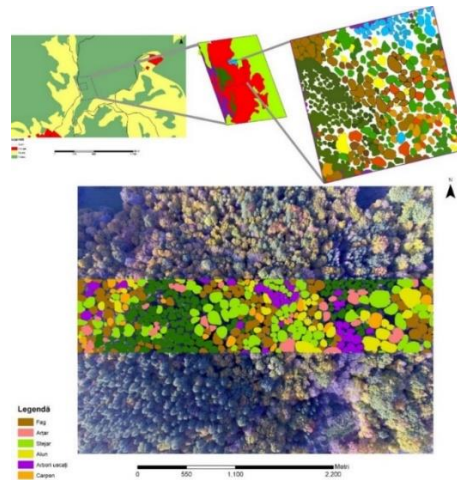 N
Legendă
Fag
Arțar
Stejar
Alun
Arbori uscați
Carpen
Metri
0 550 1.100 2.200